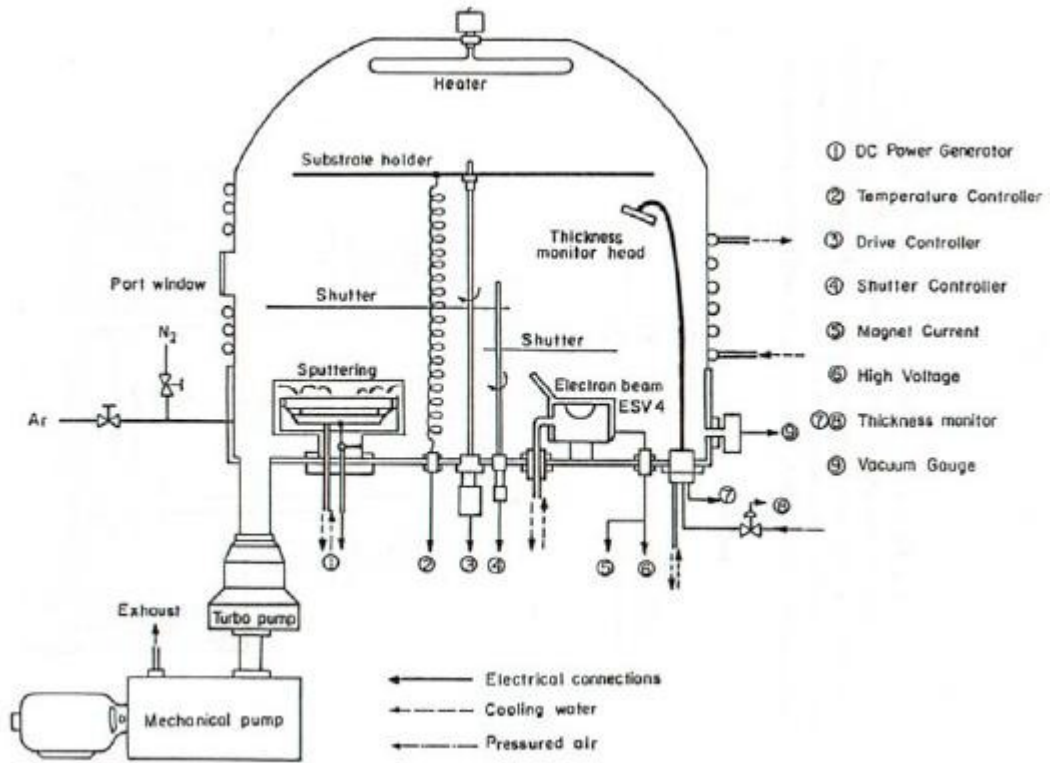 Heater
Substrate holder
Thickness
monitor head
Port window
Shutter
N2
Shutter
Sputtering
Electron beam
ESV 4
Ar
① DC Power Generator
② Temperature Controller
③ Drive Controller
④ Shutter Controller
⑤ Magnet Current
⑥ High Voltage
⑦⑧ Thickness monitor
⑨ Vacuum Gauge
⑨
⑦
⑧
① ② ③ ④ ⑤ ⑥
Exhaust
Turbo pump
Mechanical pump
Electrical connections
Cooling water
Pressured air